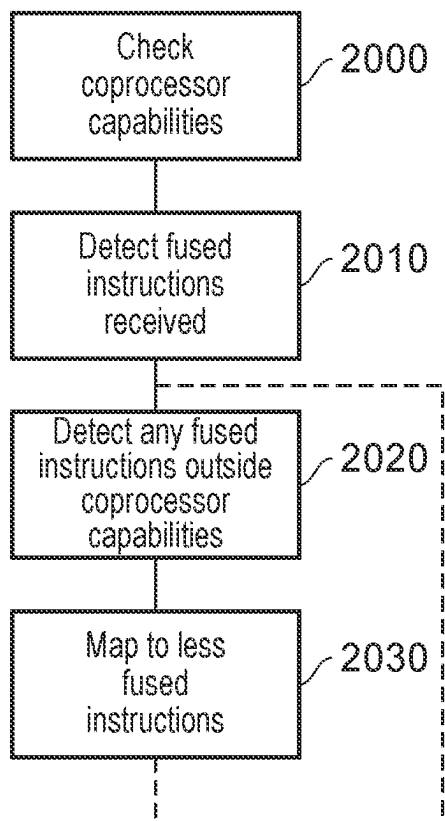 Check
coprocessor
capabilities
2000
Detect fused
instructions
received
2010
Detect any fused
instructions outside
coprocessor
capabilities
2020
Map to less
fused
instructions
2030